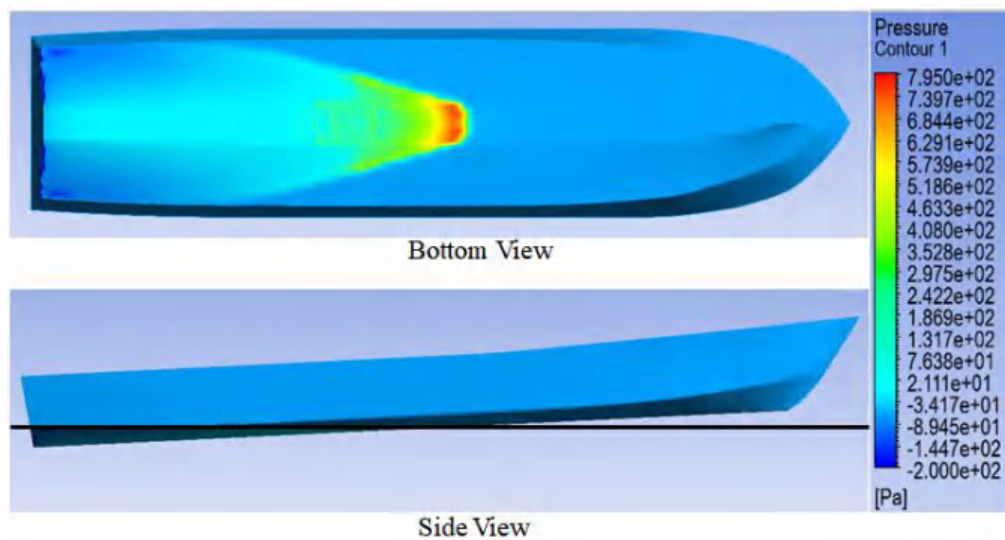 Pressure
Contour 1
7.950e+02
7.397e+02
6.844e+02
6.291e+02
5.739e+02
5.186e+02
4.633e+02
4.080e+02
3.528e+02
2.975e+02
2.422e+02
1.869e+02
1.317e+02
7.638e+01
2.111e+01
-3.417e+01
-8.945e+01
-1.447e+02
-2.000e+02
[Pa]
Bottom View
Side View